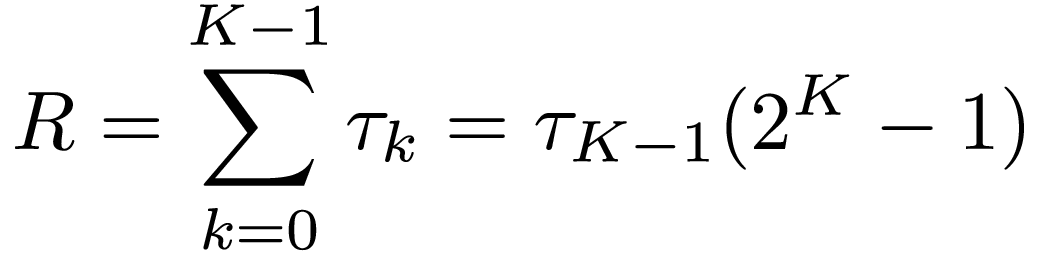 R = \sum_{k=0}^{K-1} \tau_k = \tau_{K-1}(2^K - 1)